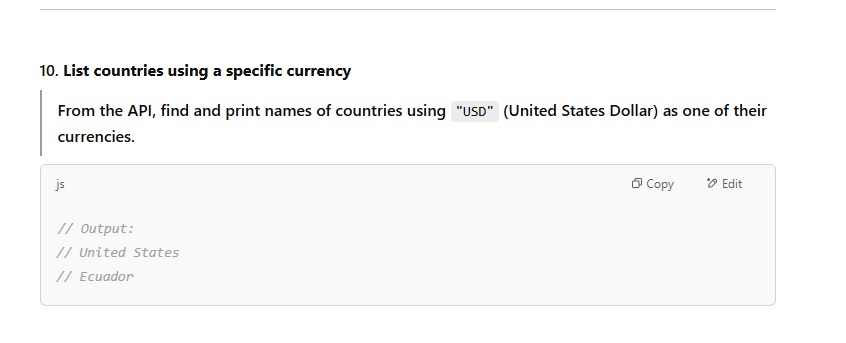 10. List countries using a specific currency
From the API, find and print names of countries using "USD" (United States Dollar) as one of their
currencies.
js
Copy
Edit
// Output:
// United States
// Ecuador